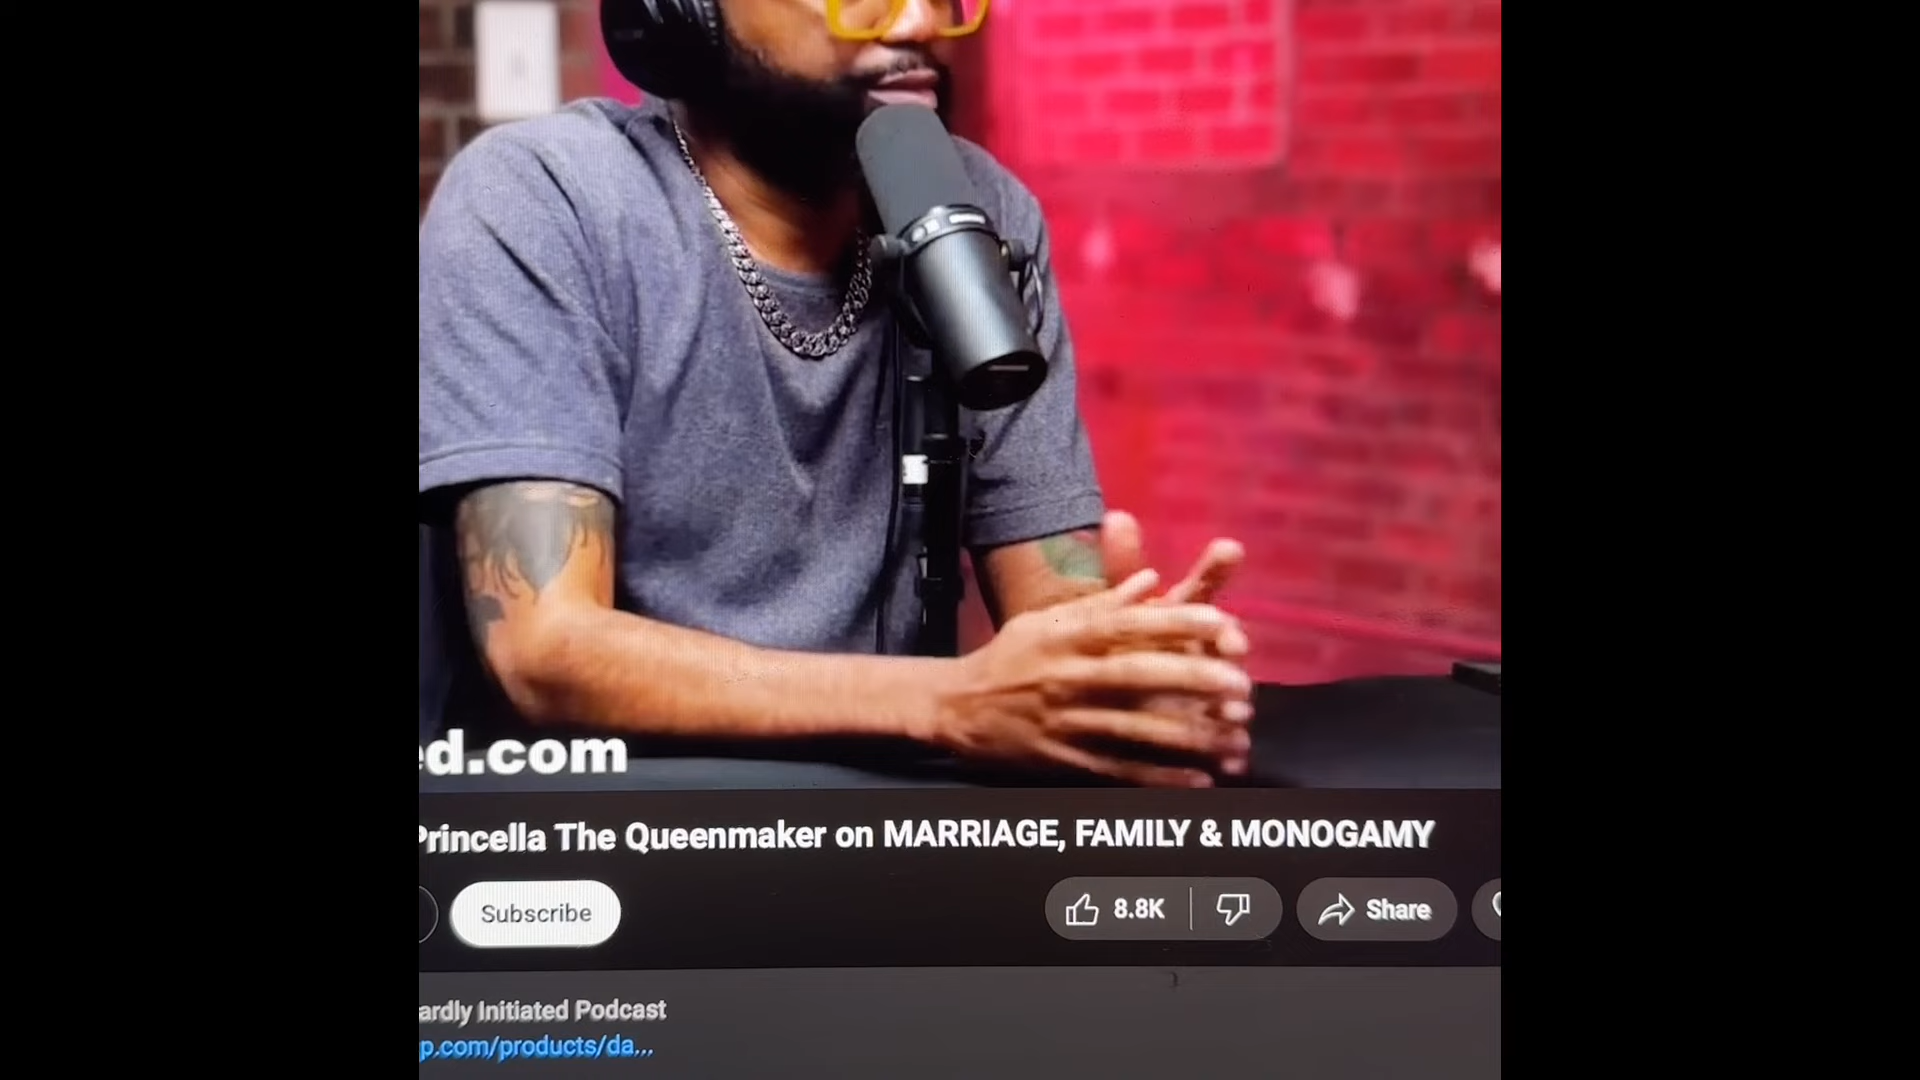 ed.com
Princella The Queenmaker on MARRIAGE, FAMILY & MONOGAMY
Subscribe
8.8K
Share
ardly Initiated Podcast
p.com/products/da...